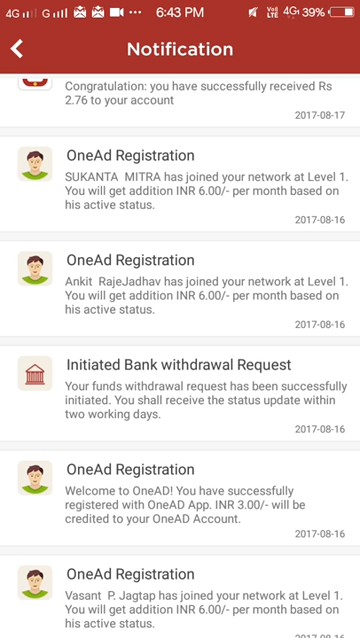 4G G 6:43 PM VoD LTE 4G 39%
Notification
Congratulation: you have successfully received Rs
2.76 to your account
2017-08-17
OneAd Registration
SUKANTA MITRA has joined your network at Level 1.
You will get addition INR 6.00/- per month based on
his active status.
2017-08-16
OneAd Registration
Ankit RajeJadhav has joined your network at Level 1.
You will get addition INR 6.00/- per month based on
his active status.
2017-08-16
Initiated Bank withdrawal Request
Your funds withdrawal request has been successfully
initiated. You shall receive the status update within
two working days.
2017-08-16
OneAd Registration
Welcome to OneAD! You have successfully
registered with OneAD App. INR 3.00/- will be
credited to your OneAD Account.
2017-08-16
OneAd Registration
Vasant P. Jagtap has joined your network at Level 1.
You will get addition INR 6.00/- per month based on
his active status.
2017-08-16